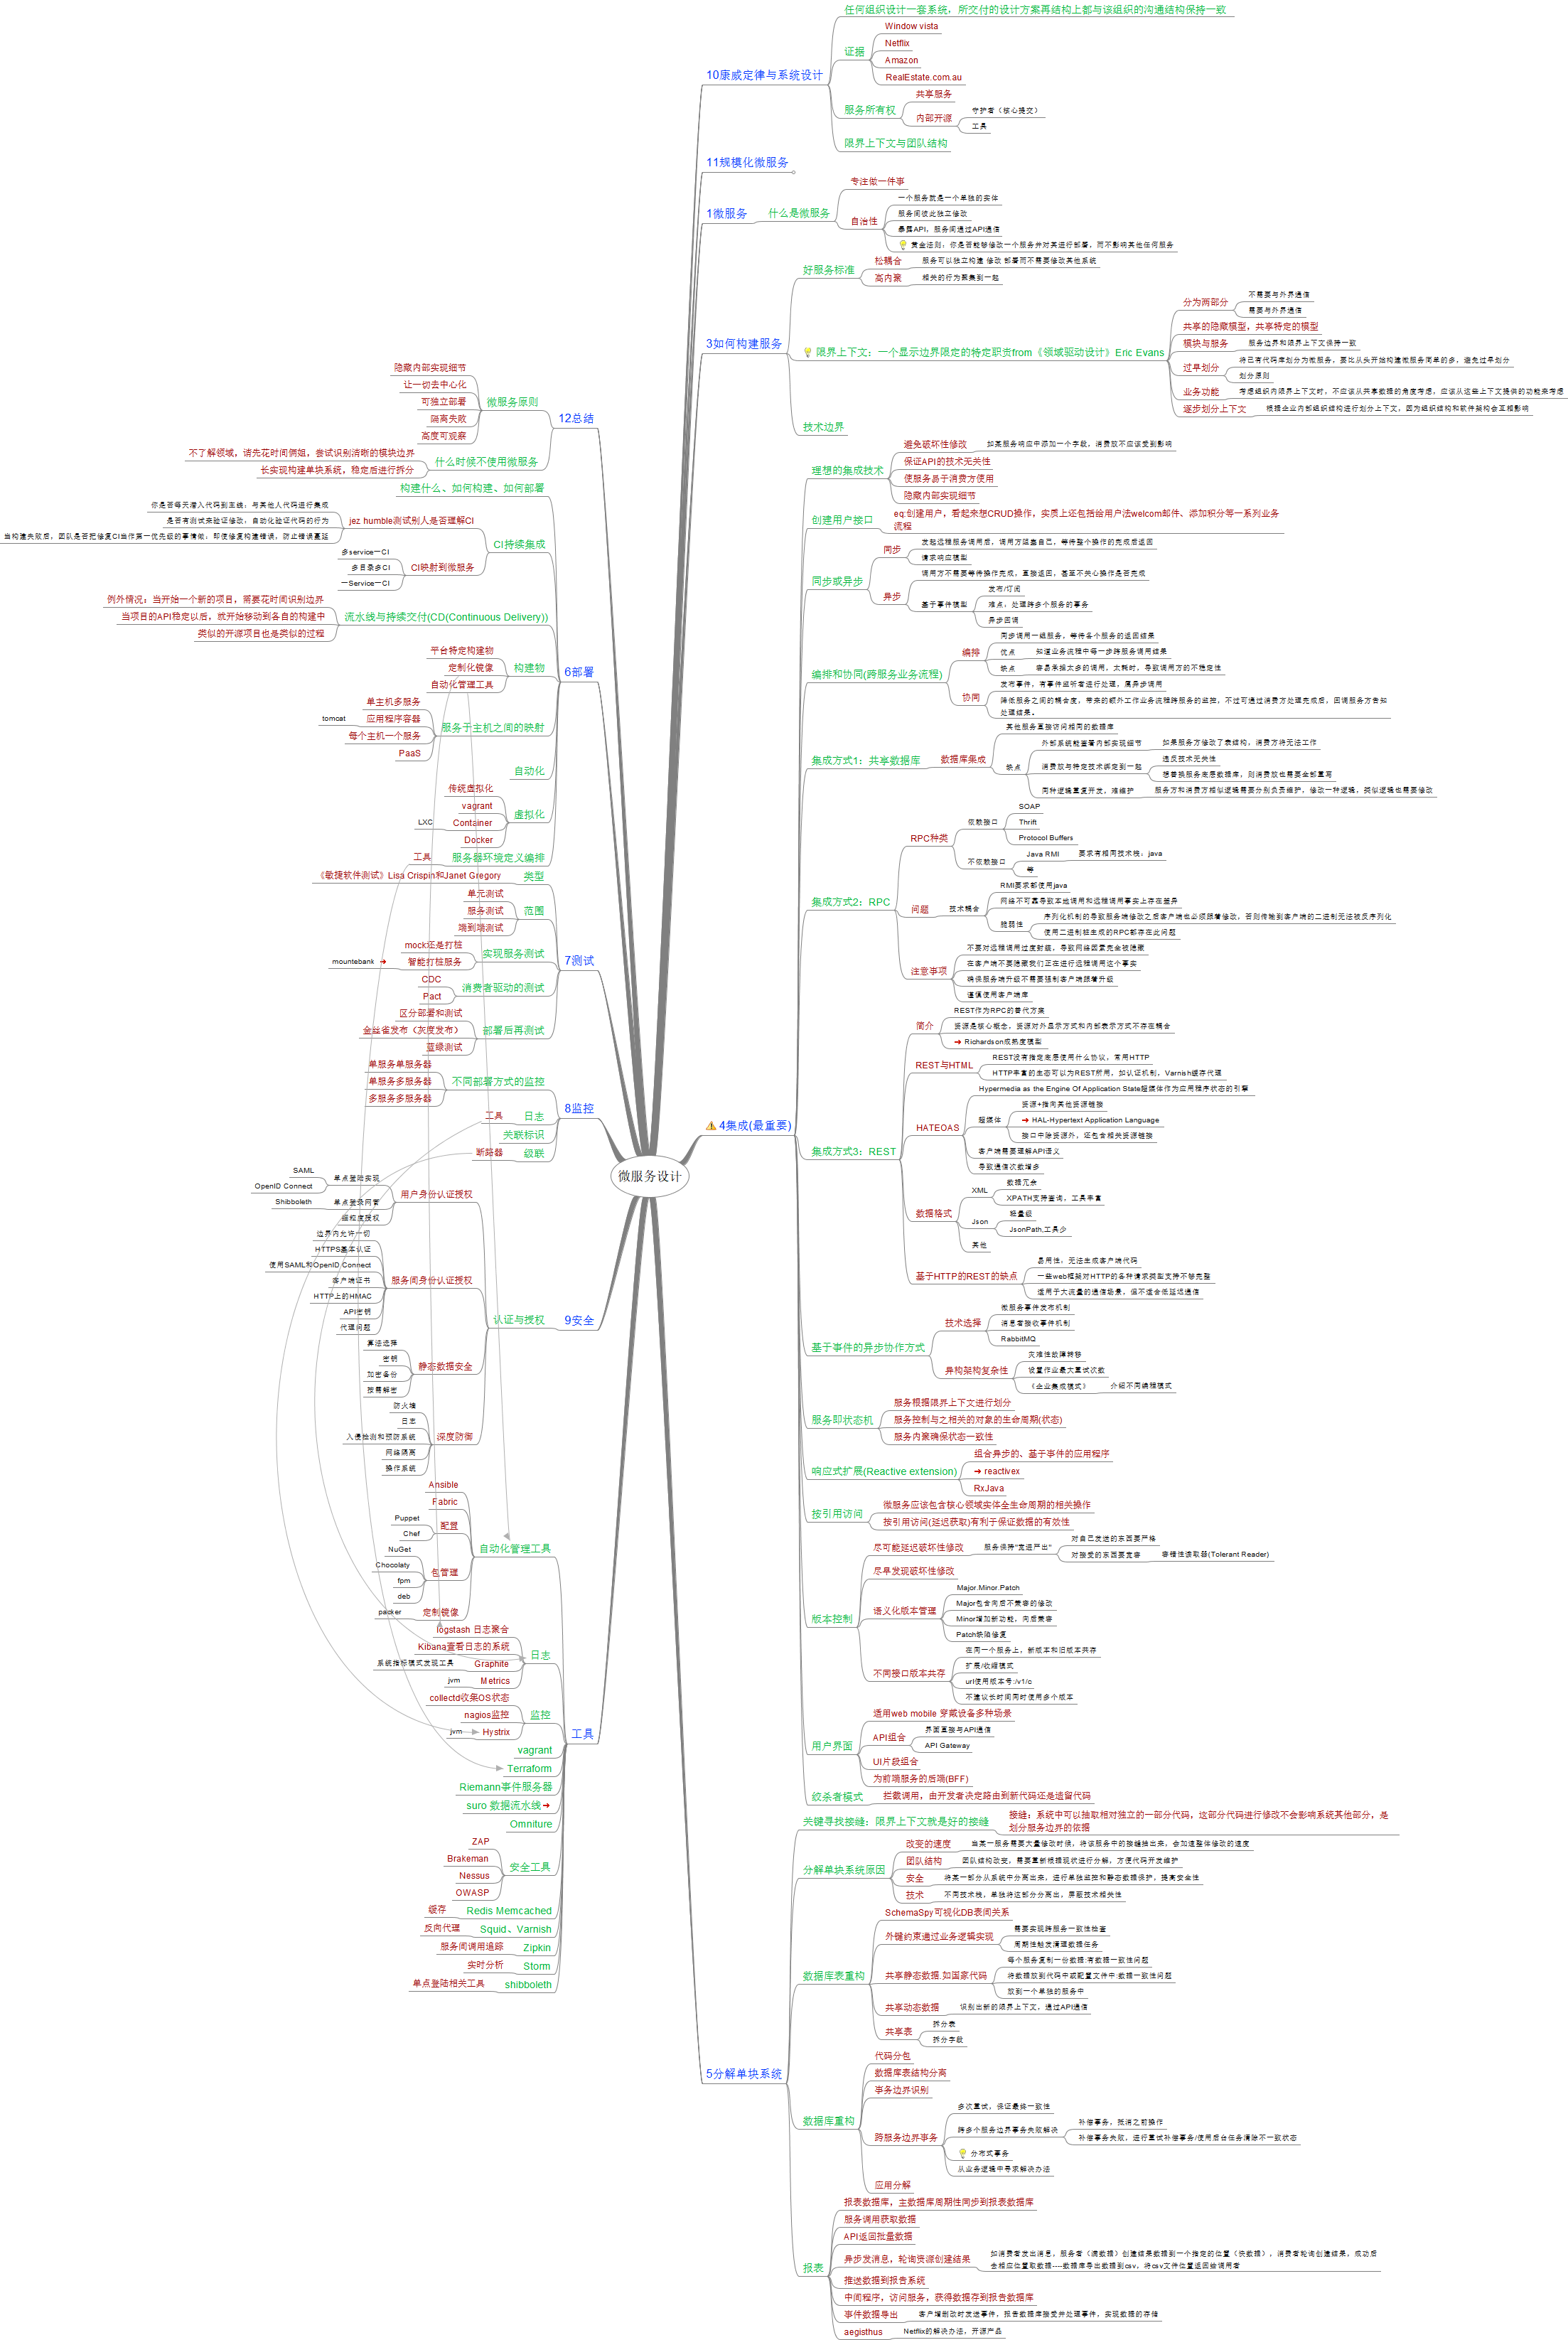 微服务设计
10康威定律与系统设计
任何组织设计一套系统，所交付的设计方案再结构上都与该组织的沟通结构保持一致
证据
Window vista
Netflix
Amazon
RealEstate.com.au
服务所有权
共享服务
内部开源
守护者（核心提交）
工具
限界上下文与团队结构
11规模化微服务
1微服务
什么是微服务
专注做一件事
自治性
一个服务就是一个单独的实体
服务间彼此独立修改
暴露API，服务间通过API通信
黄金法则：你是否能够修改一个服务并对其进行部署，而不影响其他任何服务
3如何构建服务
好服务标准
松耦合
服务可以独立构建 修改 部署而不需要修改其他系统
高内聚
相关的行为聚集到一起
限界上下文：一个显示边界限定的特定职责from《领域驱动设计》Eric Evans
分为两部分
不需要与外界通信
需要与外界通信
共享的隐藏模型，共享特定的模型
模块与服务
服务边界和限界上下文保持一致
过早划分
将已有代码库划分为微服务，要比从头开始构建微服务简单的多，避免过早划分
划分原则
业务功能
考虑组织内限界上下文时，不应该从共享数据的角度考虑，应该从这些上下文提供的功能来考虑
逐步划分上下文
根据企业内部组织结构进行划分上下文，因为组织结构和软件架构会互相影响
技术边界
4集成(最重要)
理想的集成技术
避免破坏性修改
如某服务响应中添加一个字段，消费放不应该受到影响
保证API的技术无关性
使服务易于消费方使用
隐藏内部实现细节
创建用户接口
eq:创建用户，看起来想CRUD操作，实质上还包括给用户法welcom邮件、添加积分等一系列业务
流程
同步或异步
同步
发起远程服务调用后，调用方阻塞自己，等待整个操作的完成后返回
请求响应模型
异步
调用方不需要等待操作完成，直接返回，甚至不关心操作是否完成
基于事件模型
发布/订阅
难点：处理跨多个服务的事务
异步回调
编排和协同(跨服务业务流程)
编排
同步调用一组服务，等待各个服务的返回结果
优点
知道业务流程中每一步跨服务调用结果
缺点
容易承担太多的调用，太耗时，导致调用方的不稳定性
协同
发布事件，有事件监听者进行处理，属异步调用
降低服务之间的耦合度，带来的额外工作业务流程跨服务的监控，不过可通过消费方处理完成后，回调服务方告知
处理结果。
集成方式1：共享数据库
数据库集成
其他服务直接访问相同的数据库
缺点
外部系统能查看内部实现细节
如果服务方修改了表结构，消费方将无法工作
消费放与特定技术绑定到一起
违反技术无关性
想替换服务底层数据库，则消费放也需要全部重写
同种逻辑重复开发、难维护
服务方和消费方相似逻辑需要分别负责维护，修改一种逻辑，类似逻辑也需要修改
集成方式2：RPC
RPC种类
依赖接口
SOAP
Thrift
Protocol Buffers
不依赖接口
Java RMI
要求有相同技术栈：java
等
问题
技术耦合
RMI要求都使用java
网络不可靠导致本地调用和远程调用事实上存在差异
脆弱性
序列化机制的导致服务端修改之后客户端也必须跟着修改，否则传输到客户端的二进制无法被反序列化
使用二进制桩生成的RPC都存在此问题
注意事项
不要对远程调用过度封装，导致网络因素完全被隐藏
在客户端不要隐藏我们正在进行远程调用这个事实
确保服务端升级不需要强制客户端跟着升级
谨慎使用客户端库
集成方式3：REST
简介
REST作为RPC的替代方案
资源是核心概念，资源对外显示方式和内部表示方式不存在耦合
Richardson成熟度模型
REST与HTML
REST没有指定底层使用什么协议，常用HTTP
HTTP丰富的生态可以为REST所用，如认证机制，Varnish缓存代理
HATEOAS
Hypermedia as the Engine Of Application State超媒体作为应用程序状态的引擎
超媒体
资源+指向其他资源链接
HAL-Hypertext Application Language
接口中除资源外，还包含相关资源链接
客户端需要理解API语义
导致通信次数增多
数据格式
XML
数据冗余
XPATH支持查询，工具丰富
Json
轻量级
JsonPath,工具少
其他
基于HTTP的REST的缺点
易用性：无法生成客户端代码
一些web框架对HTTP的各种请求类型支持不够完整
适用于大流量的通信场景，但不适合低延迟通信
基于事件的异步协作方式
技术选择
微服务事件发布机制
消息者接收事件机制
RabbitMQ
异构架构复杂性
灾难性故障转移
设置作业最大重试次数
《企业集成模式》
介绍不同编程模式
服务即状态机
服务根据限界上下文进行划分
服务控制与之相关的对象的生命周期(状态)
服务内聚确保状态一致性
响应式扩展(Reactive extension)
组合异步的、基于事件的应用程序
reactivex
RxJava
按引用访问
微服务应该包含核心领域实体全生命周期的相关操作
按引用访问(延迟获取)有利于保证数据的有效性
版本控制
尽可能延迟破坏性修改
服务保持"宽进严出"
对自己发送的东西要严格
对接受的东西要宽容
容错性读取器(Tolerant Reader)
尽早发现破坏性修改
语义化版本管理
Major.Minor.Patch
Major包含向后不兼容的修改
Minor增加新功能，向后兼容
Patch缺陷修复
不同接口版本共存
在同一个服务上，新版本和旧版本共存
扩展/收缩模式
url使用版本号:/v1/c
不建议长时间同时使用多个版本
用户界面
适用web mobile 穿戴设备多种场景
API组合
界面直接与API通信
API Gateway
UI片段组合
为前端服务的后端(BFF)
绞杀者模式
拦截调用，由开发者决定路由到新代码还是遗留代码
5分解单块系统
关键寻找接缝：限界上下文就是好的接缝
接缝：系统中可以抽取相对独立的一部分代码，这部分代码进行修改不会影响系统其他部分，是
划分服务边界的依据
分解单块系统原因
改变的速度
当某一服务需要大量修改时候，将该服务中的接缝抽出来，会加速整体修改的速度
团队结构
团队结构改变，需要重新根据现状进行分解，方便代码开发维护
安全
将某一部分从系统中分离出来，进行单独监控和静态数据保护，提高安全性
技术
不同技术栈，单独将这部分分离出，屏蔽技术相关性
数据库表重构
SchemaSpy可视化DB表间关系
外键约束通过业务逻辑实现
需要实现跨服务一致性检查
周期性触发清理数据任务
共享静态数据.如国家代码
每个服务复制一份数据:有数据一致性问题
将数据放到代码中或配置文件中:数据一致性问题
放到一个单独的服务中
共享动态数据
识别出新的限界上下文，通过API通信
共享表
拆分表
拆分字段
数据库重构
代码分包
数据库表结构分离
事务边界识别
跨服务边界事务
多次重试，保证最终一致性
跨多个服务边界事务失败解决
补偿事务，抵消之前操作
补偿事务失败，进行重试补偿事务/使用后台任务清除不一致状态
分布式事务
从业务逻辑中寻求解决办法
应用分解
报表
报表数据库，主数据库周期性同步到报表数据库
服务调用获取数据
API返回批量数据
异步发消息，轮询资源创建结果
如消费者发出消息，服务者（满数据）创建结果数据到一个指定的位置（快数据），消费者轮询创建结果，成功后
去相应位置取数据----数据库导出数据到csv，将csv文件位置返回给调用者
推送数据到报告系统
中间程序，访问服务，获得数据存到报告数据库
事件数据导出
客户增删改时发送事件，报告数据库接受并处理事件，实现数据的存储
aegisthus
Netflix的解决办法，开源产品
12总结
微服务原则
隐藏内部实现细节
让一切去中心化
可独立部署
隔离失败
高度可观察
什么时候不使用微服务
不了解领域，请先花时间倜姐，尝试识别清晰的模块边界
长实现构建单块系统，稳定后进行拆分
6部署
构建什么、如何构建、如何部署
CI持续集成
jez humble测试别人是否理解CI
你是否每天潜入代码到主线：与其他人代码进行集成
是否有测试来验证修改：自动化验证代码的行为
当构建失败后，团队是否把修复CI当作第一优先级的事情做：即使修复构建错误，防止错误蔓延
CI映射到微服务
多service一CI
多目录多CI
一Service一CI
流水线与持续交付(CD(Continuous Delivery))
例外情况：当开始一个新的项目，需要花时间识别边界
当项目的API稳定以后，就开始移动到各自的构建中
类似的开源项目也是类似的过程
构建物
平台特定构建物
定制化镜像
自动化管理工具
服务于主机之间的映射
单主机多服务
应用程序容器
tomcat
每个主机一个服务
PaaS
自动化
虚拟化
传统虚拟化
vagrant
Container
LXC
Docker
服务器环境定义编排
工具
7测试
类型
《敏捷软件测试》Lisa Crispin和Janet Gregory
范围
单元测试
服务测试
端到端测试
实现服务测试
mock还是打桩
智能打桩服务
mountebank
消费者驱动的测试
CDC
Pact
部署后再测试
区分部署和测试
金丝雀发布（灰度发布）
蓝绿测试
8监控
不同部署方式的监控
单服务单服务器
单服务多服务器
多服务多服务器
日志
工具
关联标识
级联
断路器
9安全
认证与授权
用户身份认证授权
单点登陆实现
SAML
OpenID Connect
单点登录网管
Shibboleth
细粒度授权
服务间身份认证授权
边界内允许一切
HTTPS基本认证
使用SAML和OpenID Connect
客户端证书
HTTP上的HMAC
API密钥
代理问题
静态数据安全
算法选择
密钥
加密备份
按需解密
深度防御
防火墙
日志
入侵检测和预防系统
网络隔离
操作系统
工具
自动化管理工具
Ansible
Fabric
配置
Puppet
Chef
包管理
NuGet
Chocolaty
fpm
deb
定制镜像
packer
日志
logstash 日志聚合
Kibana查看日志的系统
Graphite
系统指标模式发现工具
Metrics
jvm
监控
collectd收集OS状态
nagios监控
Hystrix
jvm
vagrant
Terraform
Riemann事件服务器
suro 数据流水线
Omniture
安全工具
ZAP
Brakeman
Nessus
OWASP
Redis Memcached
缓存
Squid、Varnish
反向代理
Zipkin
服务间调用追踪
Storm
实时分析
shibboleth
单点登陆相关工具